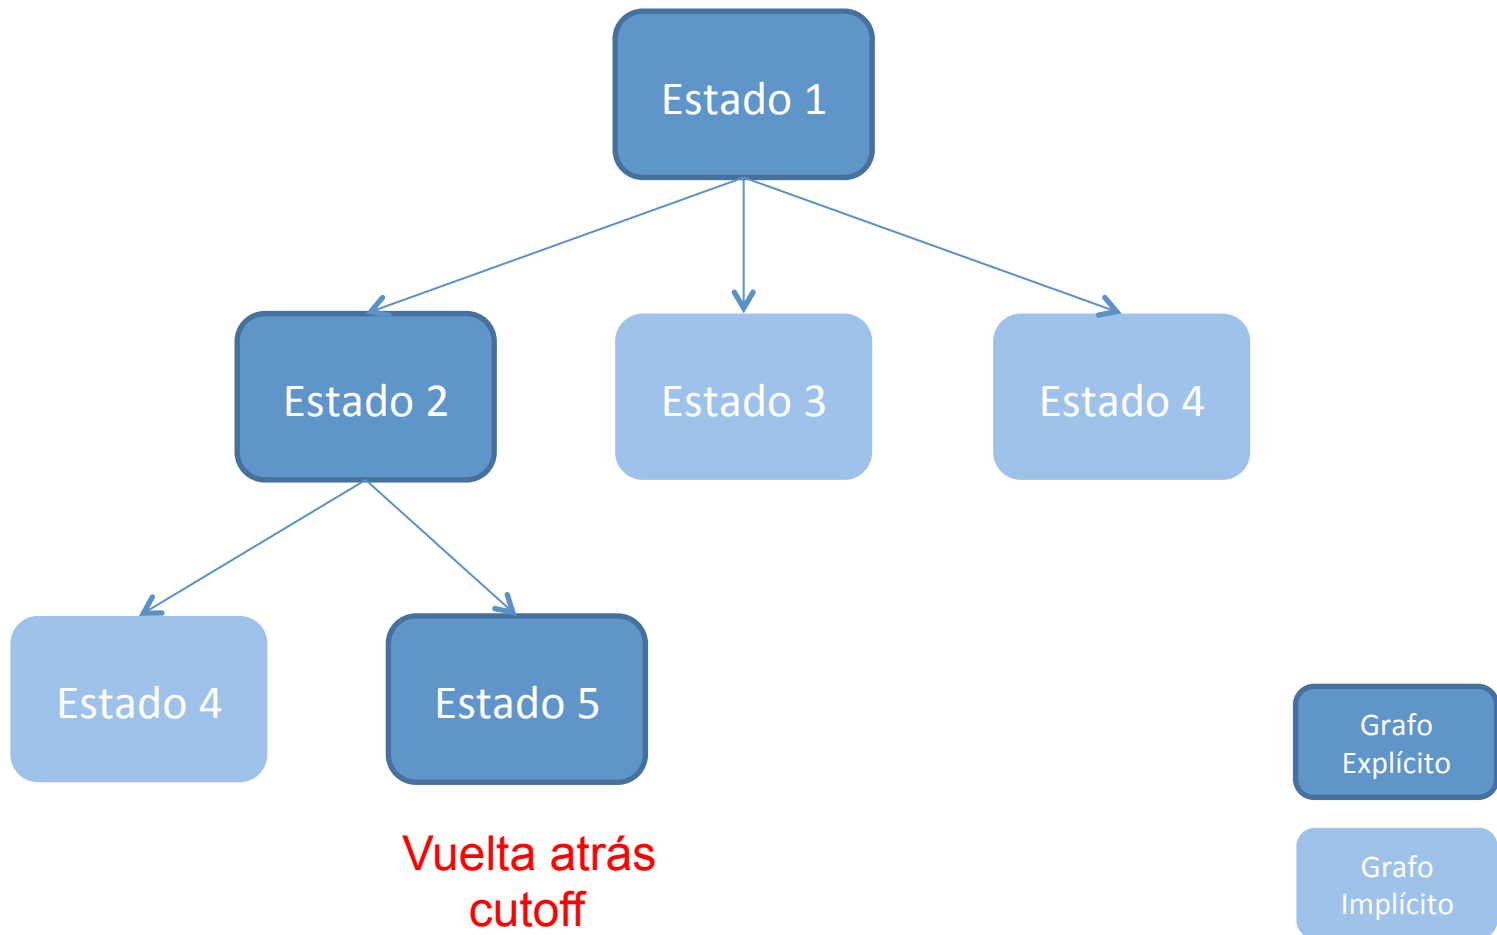 Estado 1
Estado 2
Estado 3
Estado 4
Estado 4
Estado 5
Vuelta atrás
cutoff
Grafo
Explícito
Grafo
Implícito